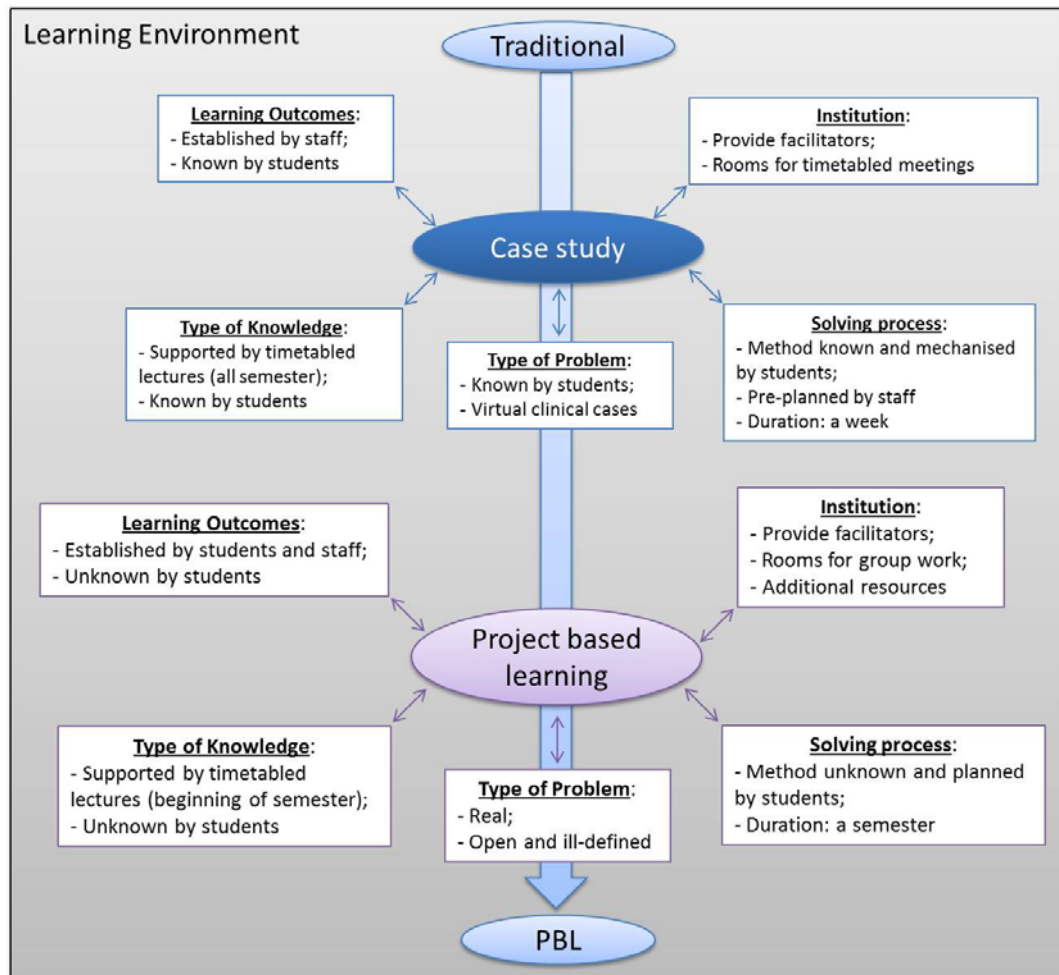 Learning Environment
Traditional
Learning Outcomes:
- Established by staff;
- Known by students
Institution:
- Provide facilitators;
- Rooms for timetabled meetings
Case study
Type of Knowledge:
- Supported by timetabled
lectures (all semester);
- Known by students
Type of Problem:
- Known by students;
- Virtual clinical cases
Solving process:
- Method known and mechanised
by students;
- Pre-planned by staff
- Duration: a week
Learning Outcomes:
- Established by students and staff;
- Unknown by students
Institution:
- Provide facilitators;
- Rooms for group work;
- Additional resources
Project based
learning
Type of Knowledge:
- Supported by timetabled
lectures (beginning of semester);
- Unknown by students
Type of Problem:
- Real;
- Open and ill-defined
Solving process:
- Method unknown and planned
by students;
- Duration: a semester
PBL